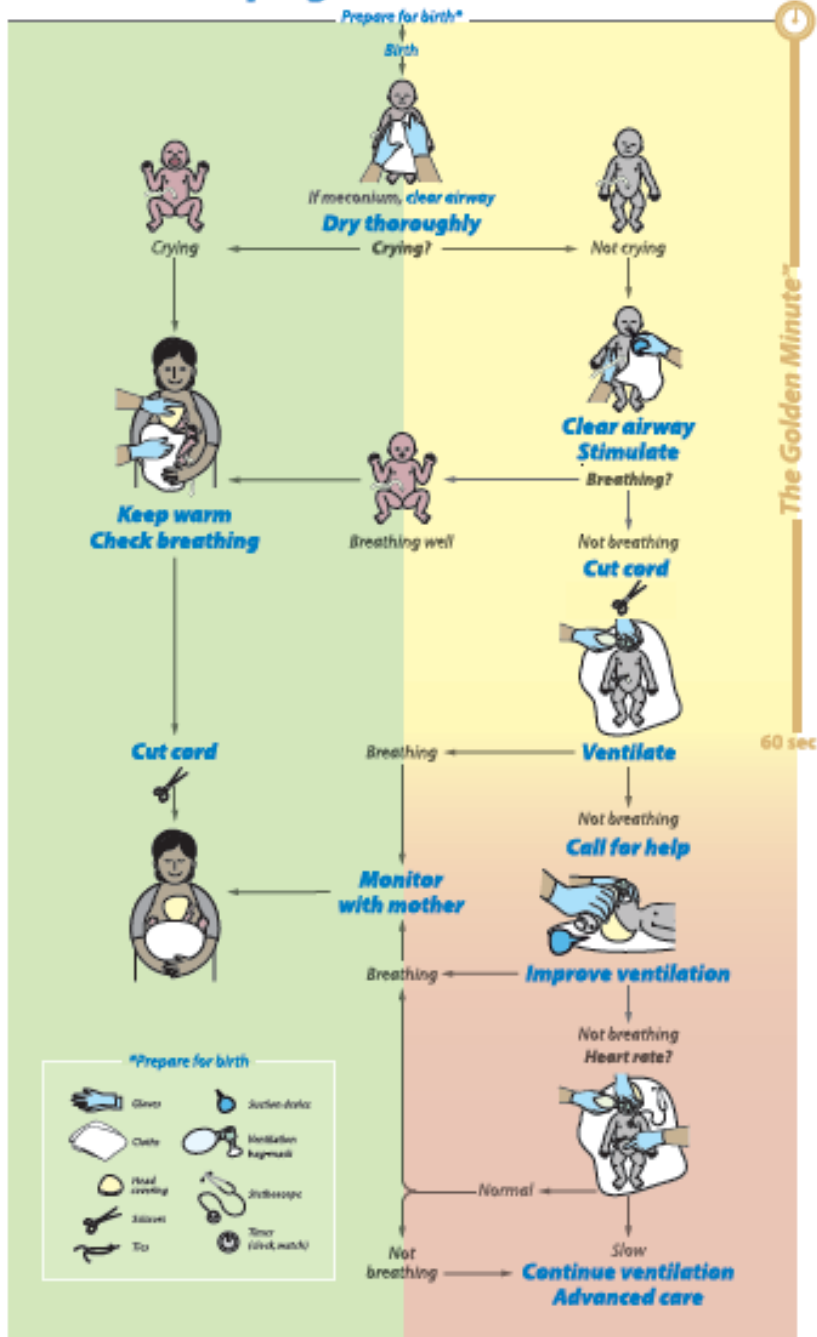 Prepare for birth*
Birth
If meconium, clear airway
Dry thoroughly
Crying
Crying?
Not crying
The Golden Minute™
Clear airway
Stimulate
Breathing?
Keep warm
Check breathing
Breathing well
Not breathing
Cut cord
Cut cord
Breathing
Ventilate
60 sec
Not breathing
Call for help
Monitor
with mother
Breathing
Improve ventilation
Not breathing
Heart rate?
*Prepare for birth
Gloves
Suction device
Cloths
Ventilation
bag-mask
Head
covering
Stethoscope
Scissors
Ties
Timer
(clock, watch)
Normal
Not
breathing
Slow
Continue ventilation
Advanced care